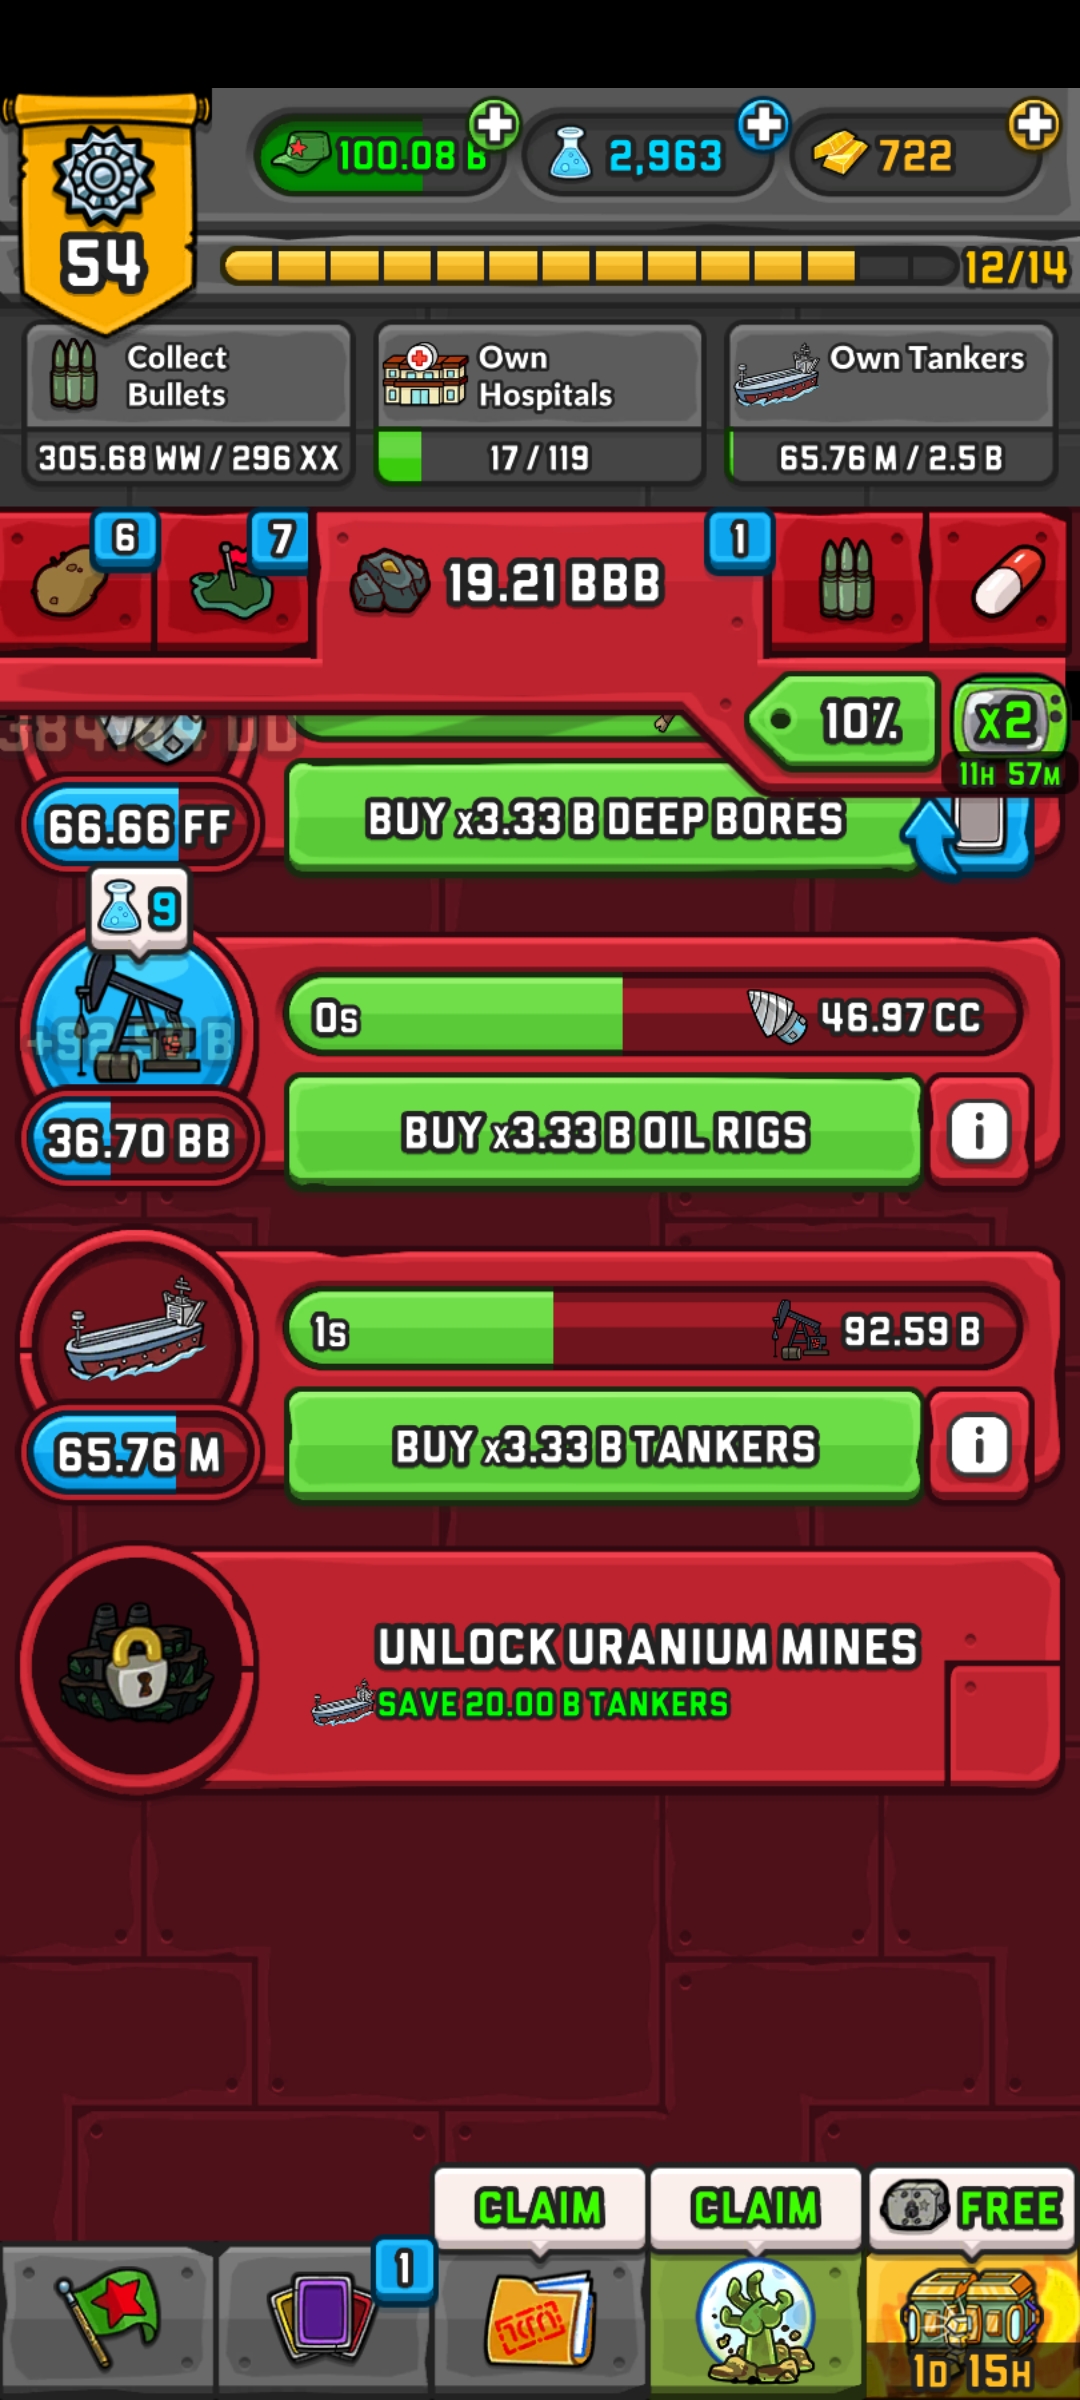 100.08 B
2,963
722
54
12/14
Collect
Bullets
305.68 WW / 296 XX
Own
Hospitals
17 / 119
Own Tankers
65.76 M / 2.5 B
6
7
19.21 BBB
1
10%
x2
11H 57M
66.66 FF
BUY x3.33 B DEEP BORES
9
0s
46.97 CC
36.70 BB
BUY x3.33 B OIL RIGS
i
1s
92.59 B
65.76 M
BUY x3.33 B TANKERS
i
UNLOCK URANIUM MINES
SAVE 20.00 B TANKERS
CLAIM
CLAIM
FREE
1
1D 15H